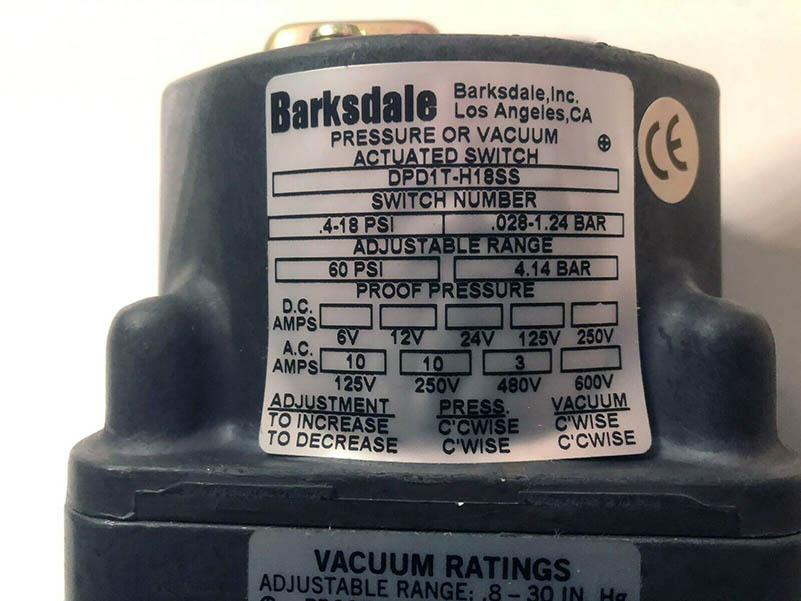 Barksdale
Barksdale,Inc.
Los Angeles,CA
PRESSURE OR VACUUM
ACTUATED SWITCH
DPD1T-H18SS
SWITCH NUMBER
.4-18 PSI .028-1.24 BAR
ADJUSTABLE RANGE
60 PSI 4.14 BAR
PROOF PRESSURE
D.C. AMPS
6V 12V 24V 125V 250V
A.C. AMPS 10 10 3
125V 250V 480V 600V
ADJUSTMENT PRESS. VACUUM
TO INCREASE C'CWISE C'WISE
TO DECREASE C'WISE C'CWISE
CE
VACUUM RATINGS
ADJUSTABLE RANGE: .8 – 30 IN. Hg